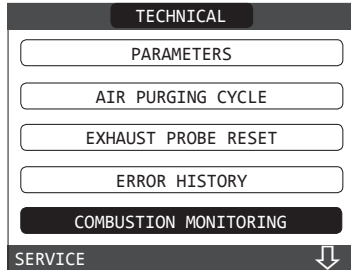 TECHNICAL
PARAMETERS
AIR PURGING CYCLE
EXHAUST PROBE RESET
ERROR HISTORY
COMBUSTION MONITORING
SERVICE